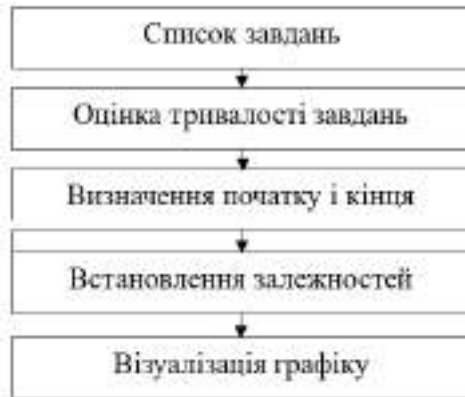 Список завдань
Оцінка тривалості завдань
Визначення початку і кінця
Встановлення залежностей
Візуалізація графіку